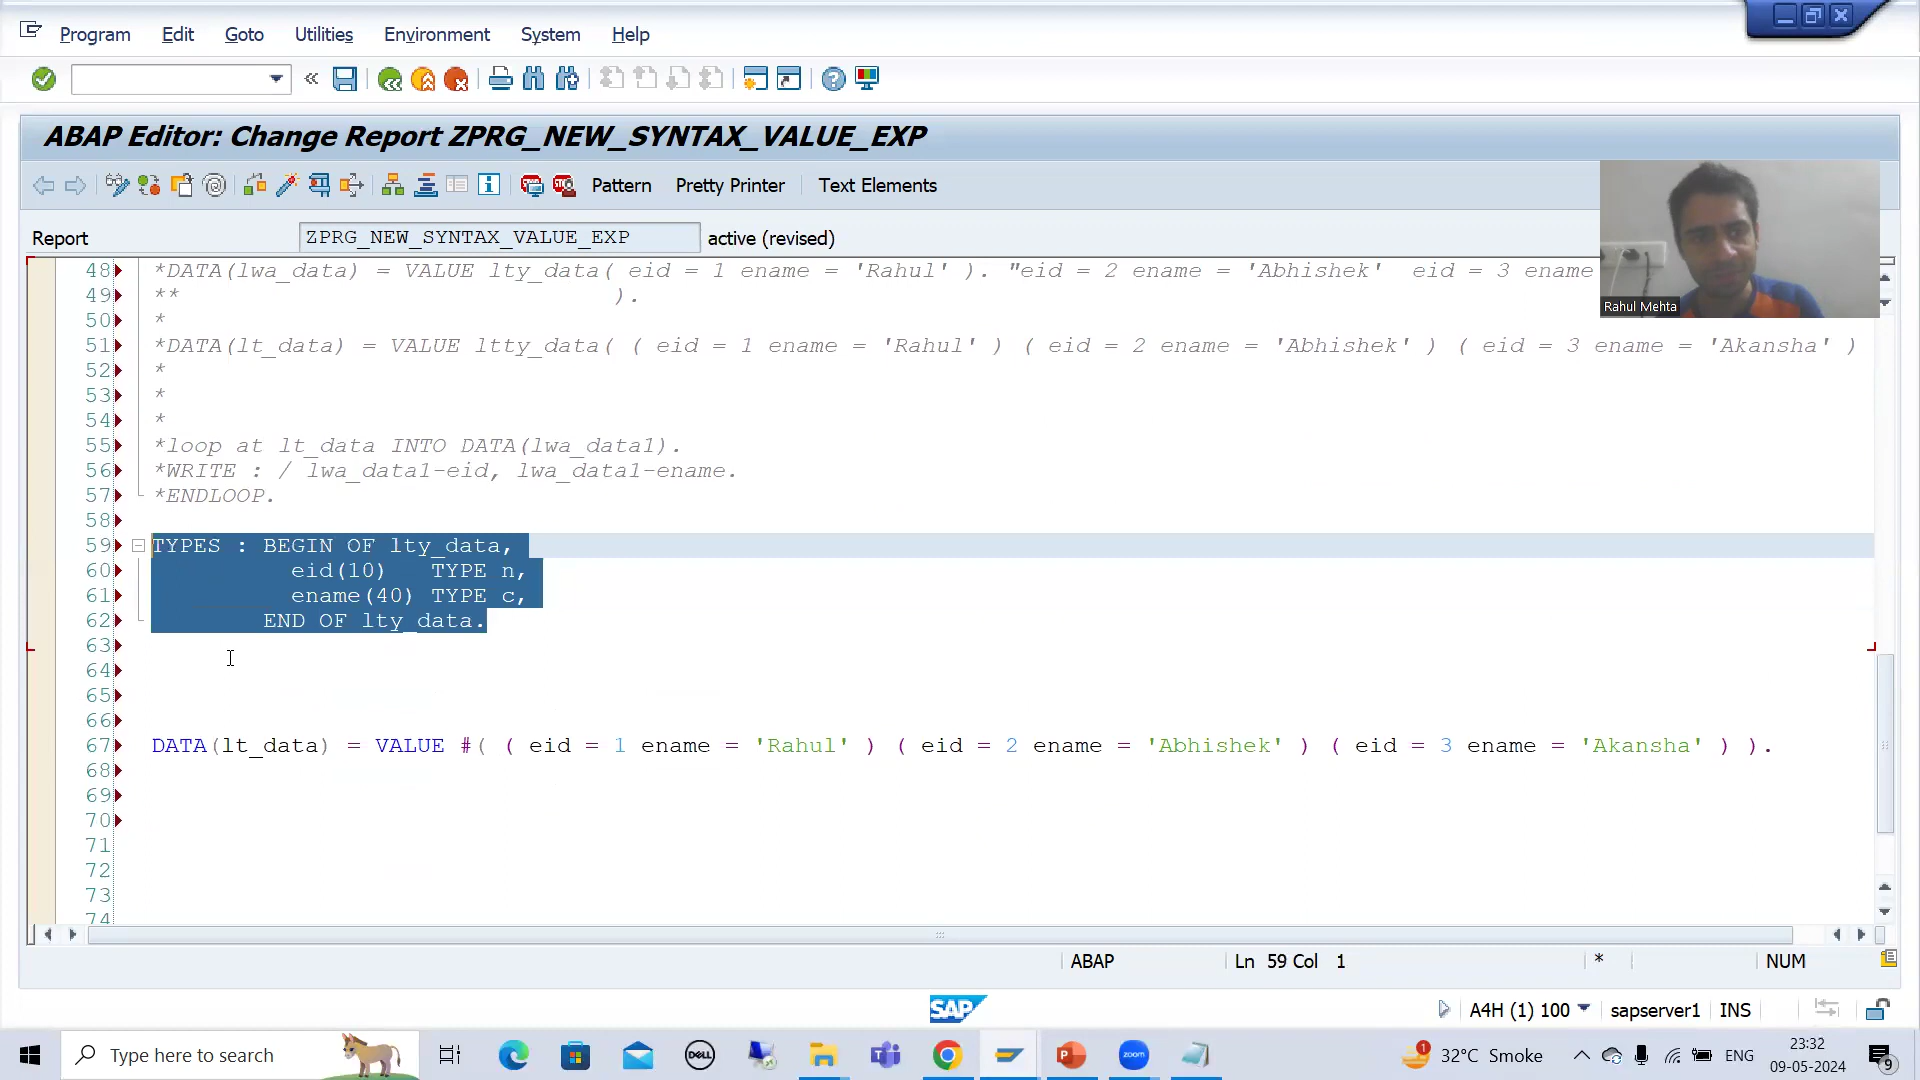 Program Edit Goto Utilities Environment System Help
ABAP Editor: Change Report ZPRG_NEW_SYNTAX_VALUE_EXP
Pattern Pretty Printer Text Elements
Report ZPRG_NEW_SYNTAX_VALUE_EXP active (revised)
Rahul Mehta
48 *DATA(lwa_data) = VALUE lty_data( eid = 1 ename = 'Rahul' ). "eid = 2 ename = 'Abhishek' eid = 3 ename
49 ** ).
50 *
51 *DATA(lt_data) = VALUE ltty_data( ( eid = 1 ename = 'Rahul' ) ( eid = 2 ename = 'Abhishek' ) ( eid = 3 ename = 'Akansha' )
52 *
53 *
54 *
55 *loop at lt_data INTO DATA(lwa_data1).
56 *WRITE : / lwa_data1-eid, lwa_data1-ename.
57 *ENDLOOP.
58
59 TYPES : BEGIN OF lty_data,
60 eid(10) TYPE n,
61 ename(40) TYPE c,
62 END OF lty_data.
63
64
65
66
67 DATA(lt_data) = VALUE #( ( eid = 1 ename = 'Rahul' ) ( eid = 2 ename = 'Abhishek' ) ( eid = 3 ename = 'Akansha' ) ).
68
69
70
71
72
73
74
ABAP Ln 59 Col 1 * NUM
SAP
A4H (1) 100 sapserver1 INS
Type here to search
DELL
zoom
1
32°C Smoke
ENG
23:32
09-05-2024
9